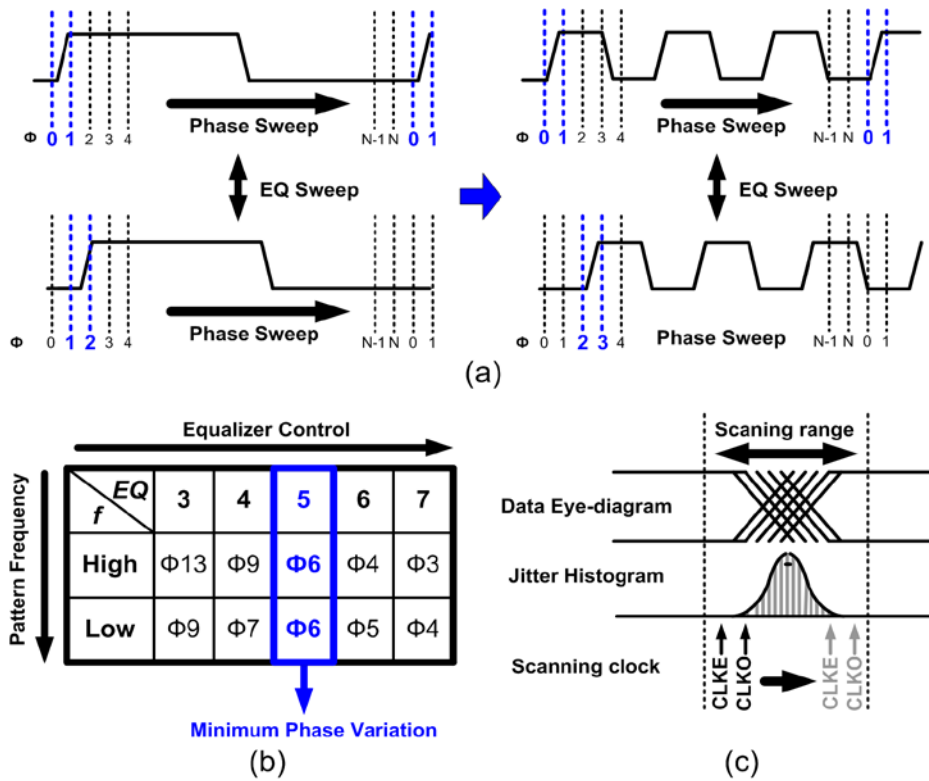 Φ 0 1 2 3 4 Phase Sweep N-1 N 0 1
Φ 0 1 2 3 4 Phase Sweep N-1 N 0 1
EQ Sweep
EQ Sweep
Φ 0 1 2 3 4 Phase Sweep N-1 N 0 1
Φ 0 1 2 3 4 Phase Sweep N-1 N 0 1
(a)
Equalizer Control
Pattern Frequency
EQ f 3 4 5 6 7
High Φ13 Φ9 Φ6 Φ4 Φ3
Low Φ9 Φ7 Φ6 Φ5 Φ4
Minimum Phase Variation
(b)
Scaning range
Data Eye-diagram
Jitter Histogram
Scanning clock
CLKE CLKO CLKE CLKO
(c)